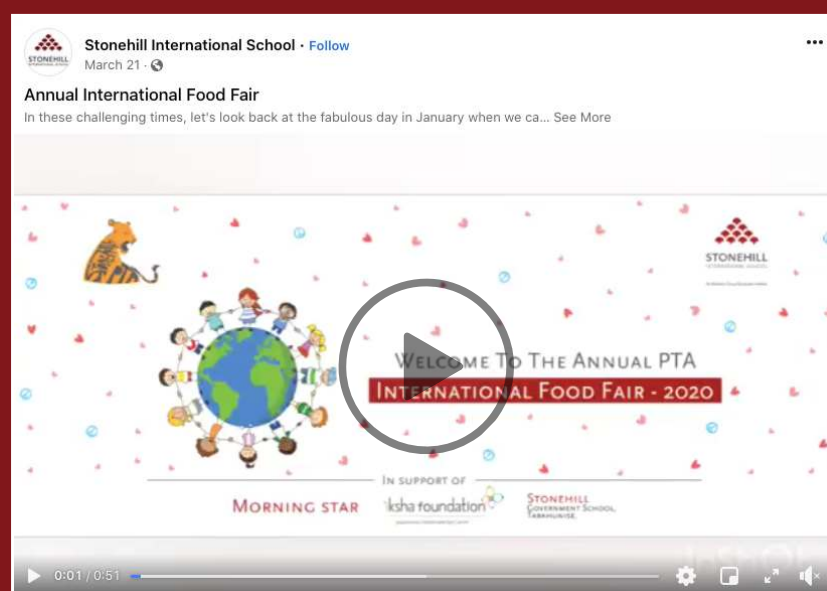 STONEHILL
Stonehill International School · Follow
March 21 ·
Annual International Food Fair
In these challenging times, let's look back at the fabulous day in January when we ca... See More
STONEHILL
WELCOME TO THE ANNUAL PTA
INTERNATIONAL FOOD FAIR - 2020
IN SUPPORT OF
MORNING STAR
iksha foundation
STONEHILL
GOVERNMENT SCHOOL,
TARAHUNISE.
0:01 / 0:51